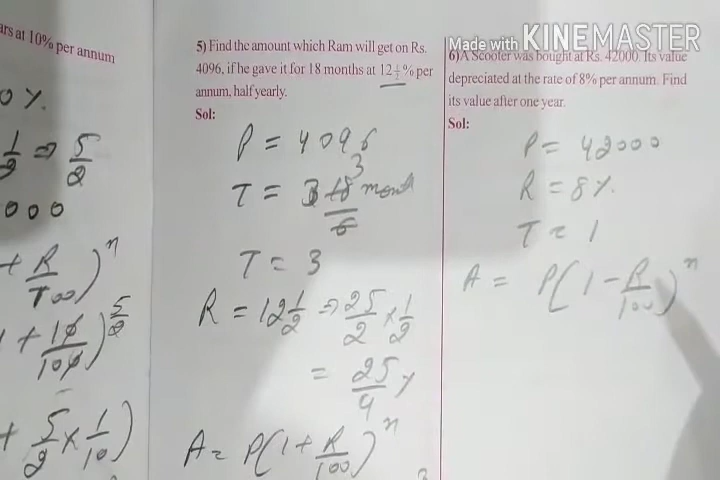 ars at 10% per annum
0 %.
1/2 ⇒ 5/2
000
+ R/100)^n
1 + 10/100)^5/2
+ 5/2 × 1/10)
5) Find the amount which Ram will get on Rs.
4096, if he gave it for 18 months at 12 1/2 % per
annum, half yearly.
Sol:
P = 4096
T = 18/6 month 3
T = 3
R = 12 1/2 ⇒ 25/2 × 1/2
= 25/4 %
A = P(1 + R/100)^n
Made with KINEMASTER
6) A Scooter was bought at Rs. 42000. Its value
depreciated at the rate of 8% per annum. Find
its value after one year.
Sol:
P = 42000
R = 8 %.
T = 1
A = P(1 - R/100)^n